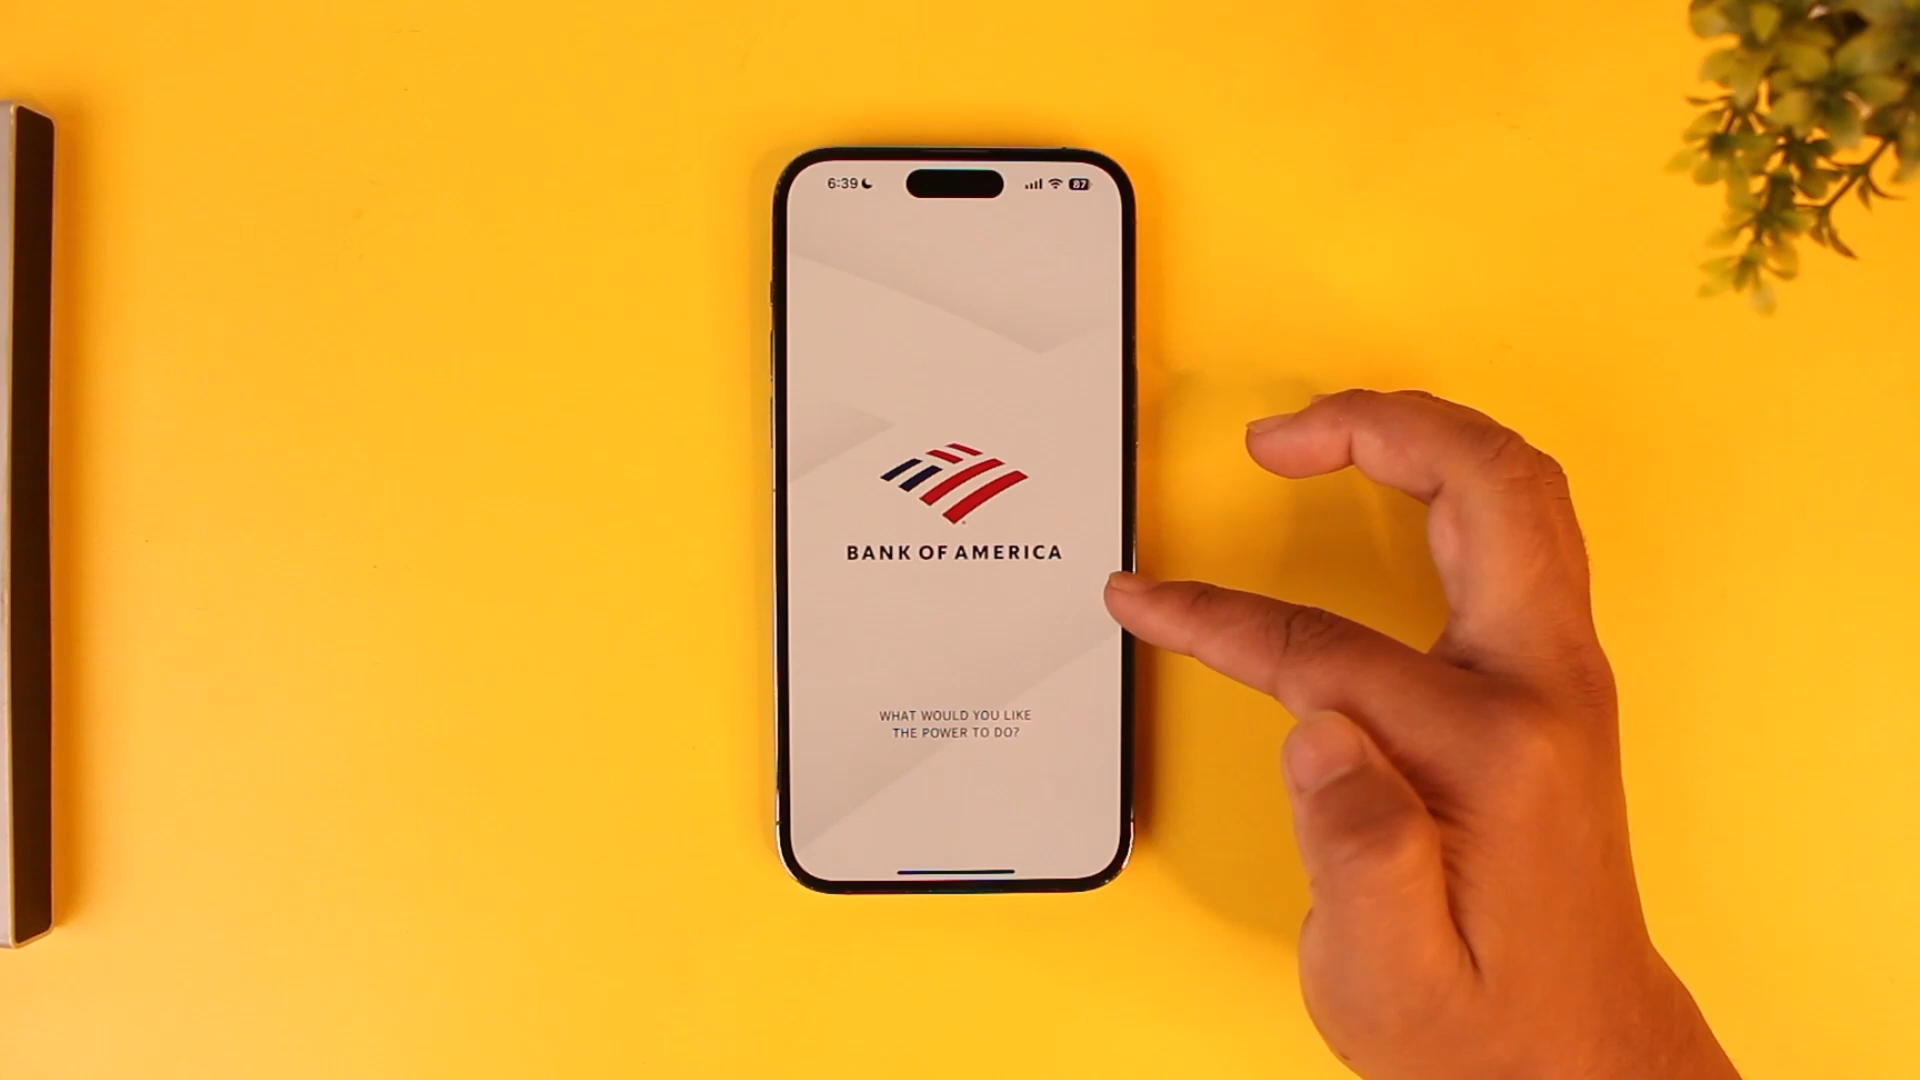 6:39
87
BANK OF AMERICA
WHAT WOULD YOU LIKE
THE POWER TO DO?